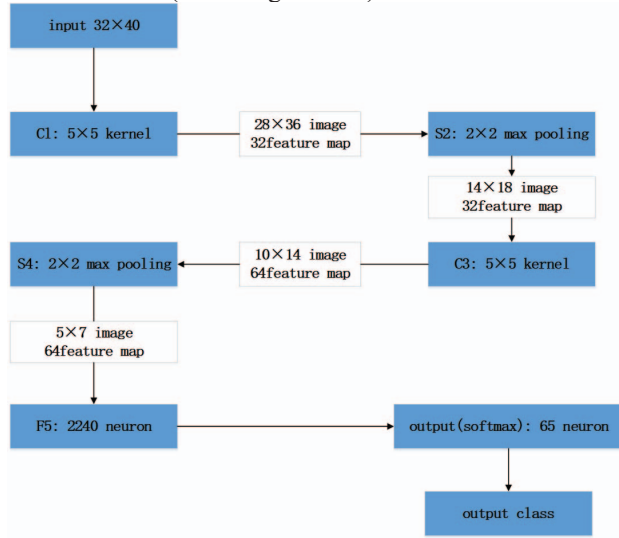 input 32×40
C1: 5×5 kernel
28×36 image
32feature map
S2: 2×2 max pooling
14×18 image
32feature map
C3: 5×5 kernel
10×14 image
64feature map
S4: 2×2 max pooling
5×7 image
64feature map
F5: 2240 neuron
output(softmax): 65 neuron
output class